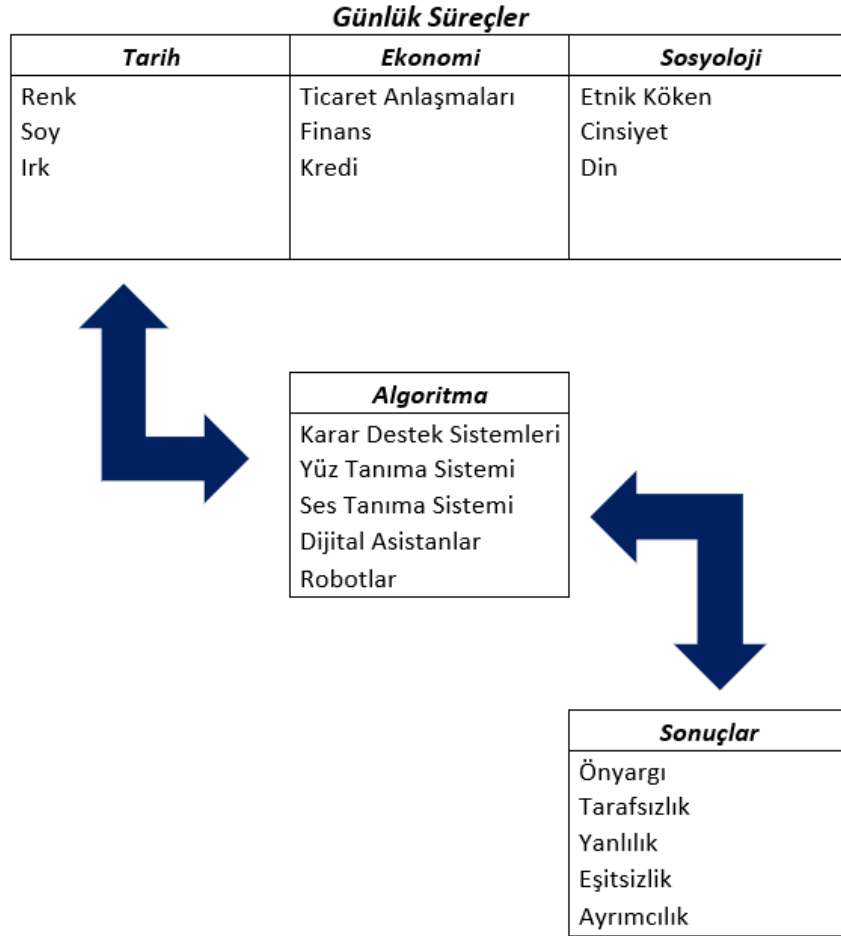 Günlük Süreçler
Tarih
Ekonomi
Sosyoloji
Renk
Soy
Irk
Ticaret Anlaşmaları
Finans
Kredi
Etnik Köken
Cinsiyet
Din
Algoritma
Karar Destek Sistemleri
Yüz Tanıma Sistemi
Ses Tanıma Sistemi
Dijital Asistanlar
Robotlar
Sonuçlar
Önyargı
Tarafsızlık
Yanlılık
Eşitsizlik
Ayrımcılık